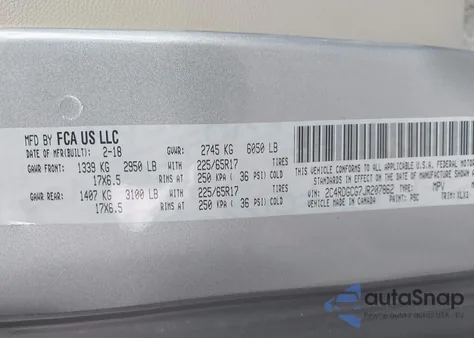 MFD BY FCA US LLC
DATE OF MFR(BUILT): 2-18 GVWR: 2745 KG 6050 LB
GAWR FRONT: 1339 KG 2950 LB WITH 225/65R17 TIRES
17X6.5 RIMS AT 250 KPA ( 36 PSI) COLD
GAWR REAR: 1407 KG 3100 LB WITH 225/65R17 TIRES
17X6.5 RIMS AT 250 KPA ( 36 PSI) COLD
THIS VEHICLE CONFORMS TO ALL APPLICABLE U.S.A. FEDERAL MOTOR
VEHICLE
IN EFFECT ON THE DATE OF MANUFACTURE SHOWN
VIN: 2C4RDGCG7JR207862 TYPE: MPV
VEHICLE MADE IN CANADA PAINT: PSC TRIM:
autoSnap